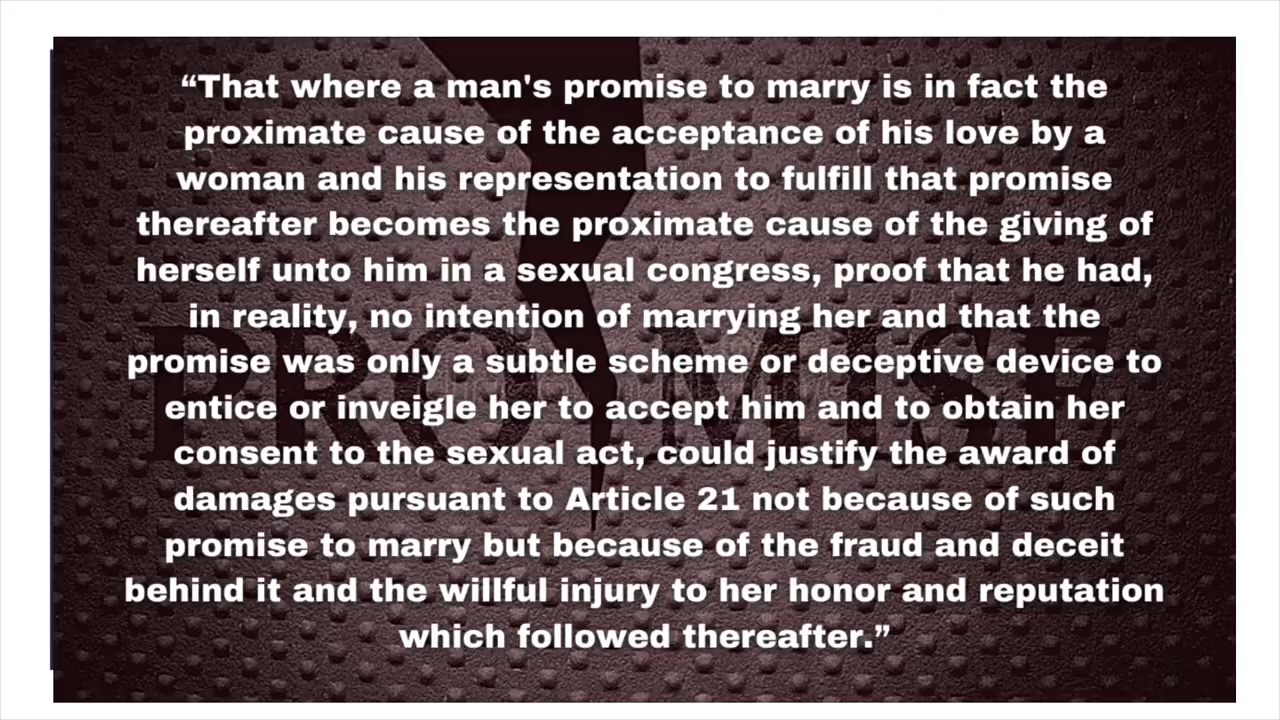 “That where a man's promise to marry is in fact the
proximate cause of the acceptance of his love by a
woman and his representation to fulfill that promise
thereafter becomes the proximate cause of the giving of
herself unto him in a sexual congress, proof that he had,
in reality, no intention of marrying her and that the
promise was only a subtle scheme or deceptive device to
entice or inveigle her to accept him and to obtain her
consent to the sexual act, could justify the award of
damages pursuant to Article 21 not because of such
promise to marry but because of the fraud and deceit
behind it and the willful injury to her honor and reputation
which followed thereafter.”
PROMISE